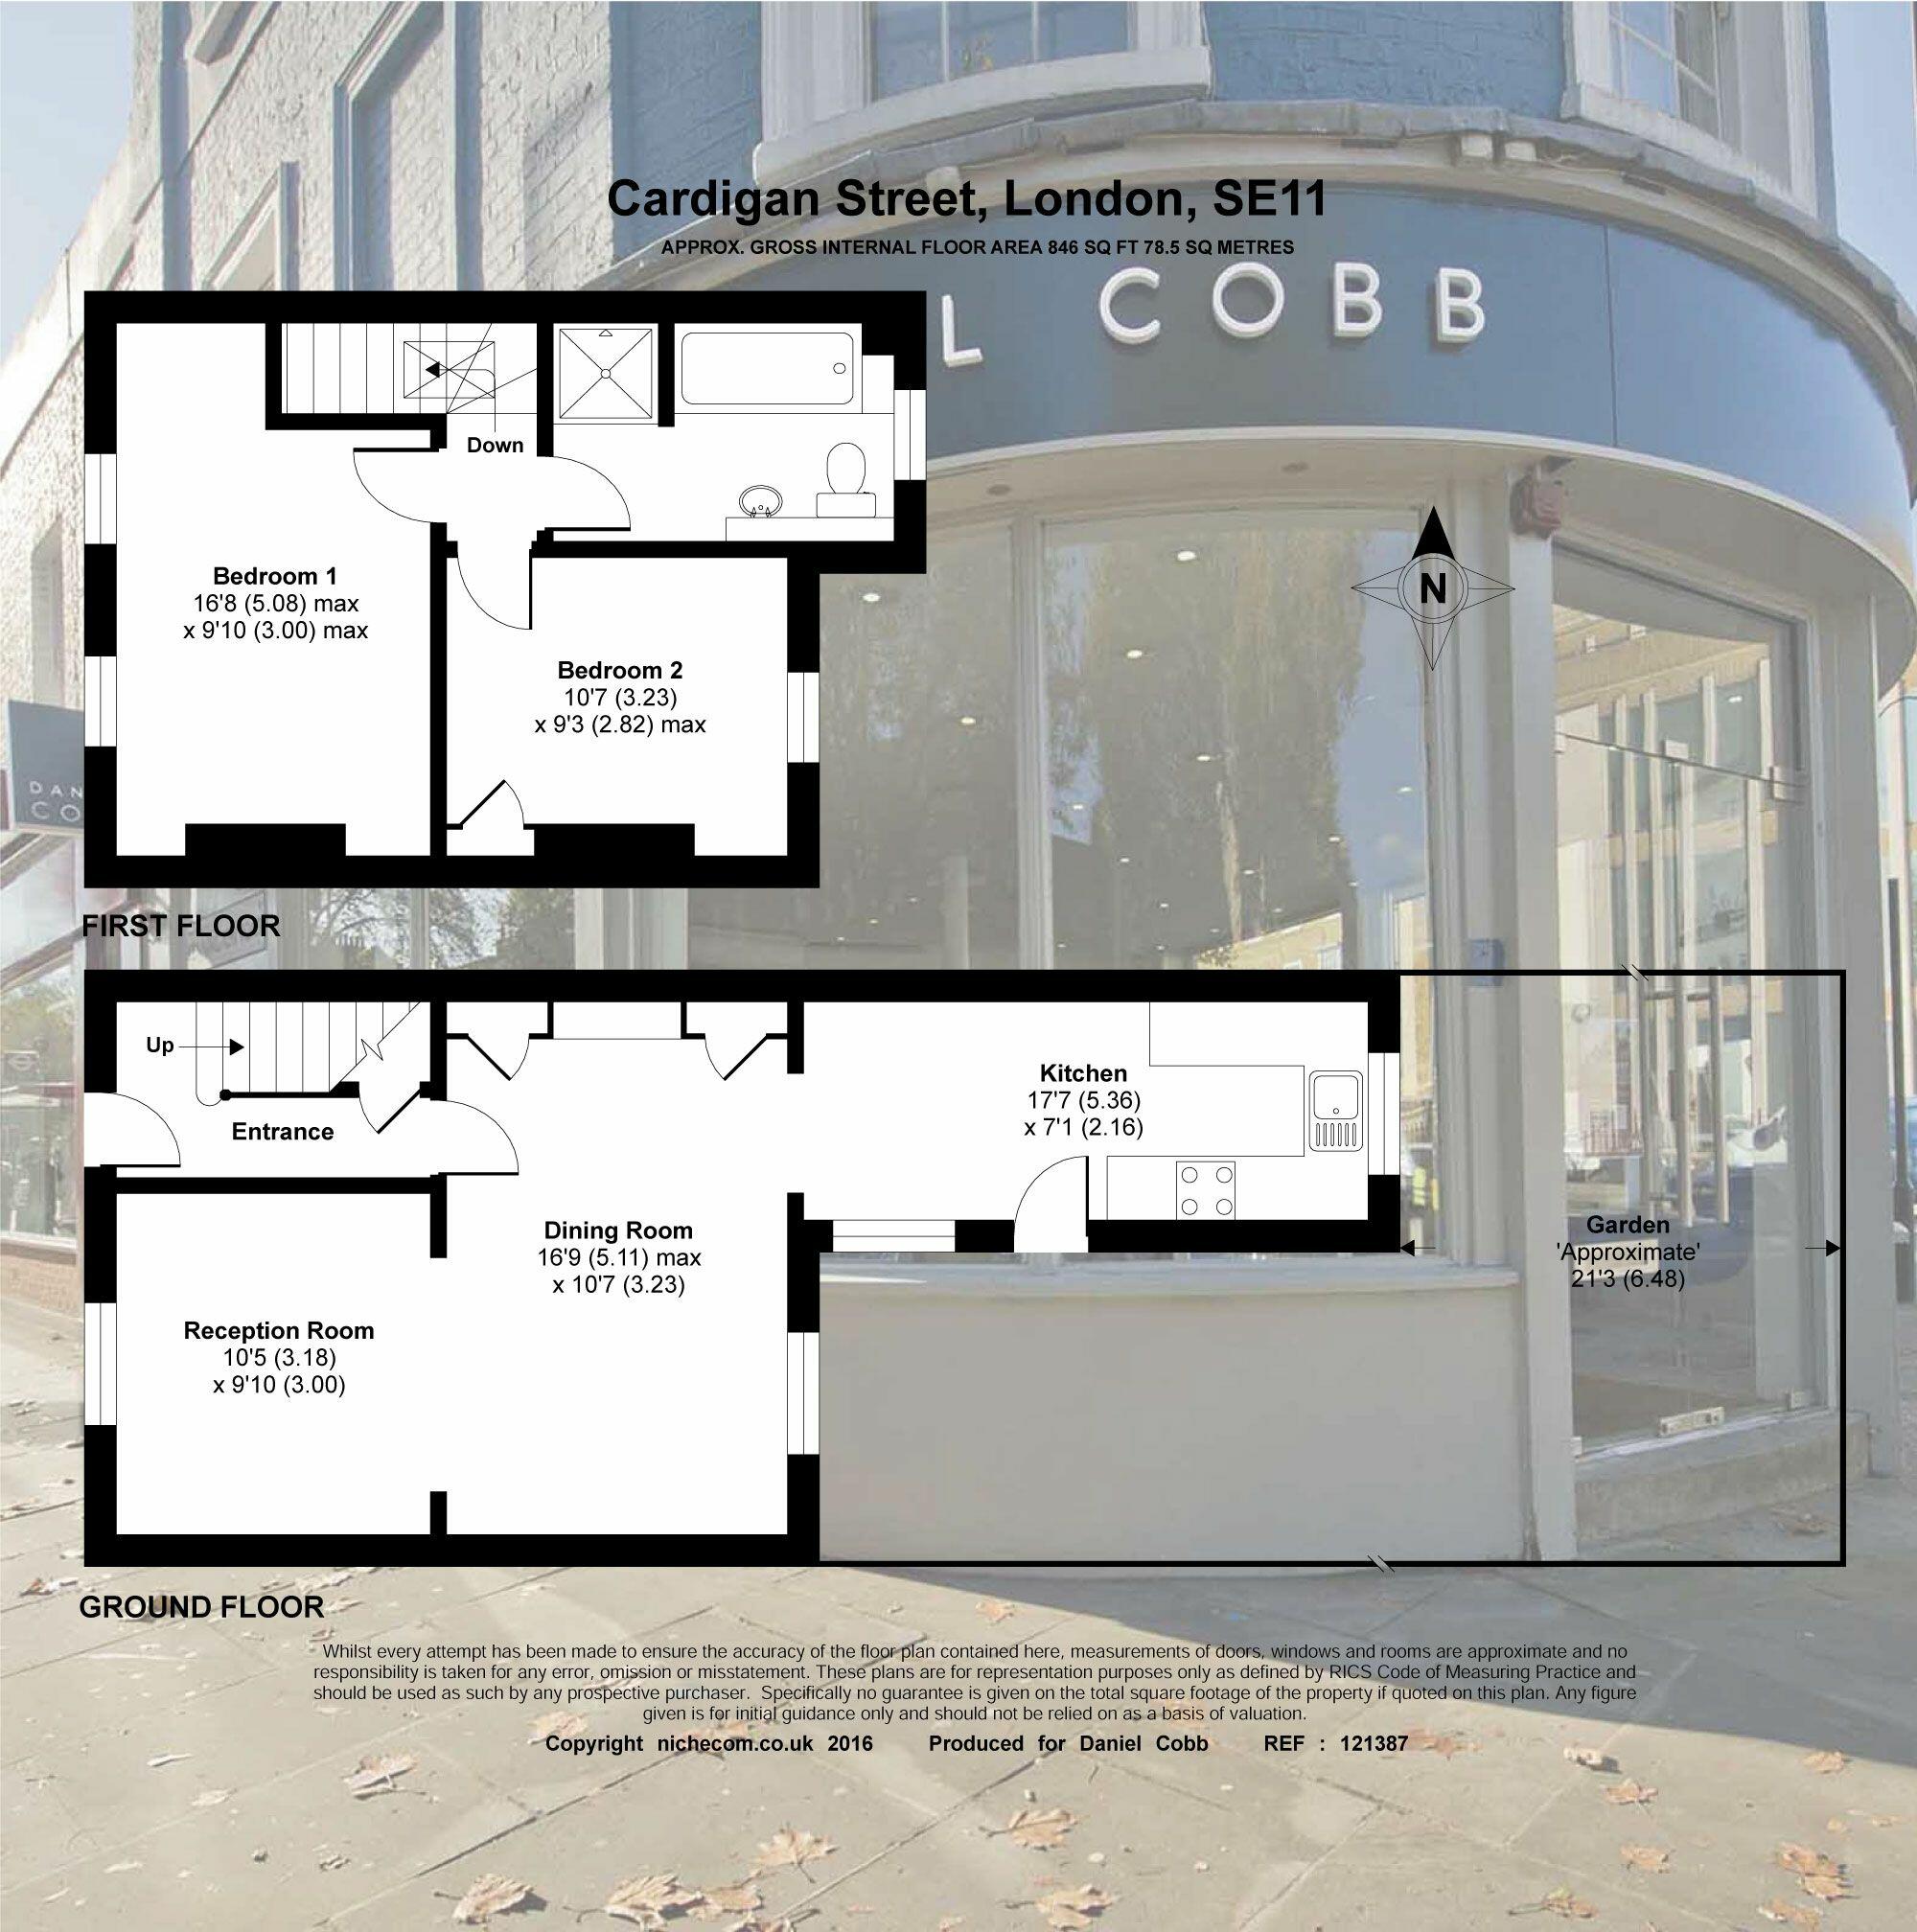 Cardigan Street, London, SE11
APPROX. GROSS INTERNAL FLOOR AREA 846 SQ FT 78.5 SQ METRES
L COBB
Down
Bedroom 1
16'8 (5.08) max
x 9'10 (3.00) max
Bedroom 2
10'7 (3.23)
x 9'3 (2.82) max
N
DAN
CO
FIRST FLOOR
Up
Entrance
Kitchen
17'7 (5.36)
x 7'1 (2.16)
Dining Room
16'9 (5.11) max
x 10'7 (3.23)
Reception Room
10'5 (3.18)
x 9'10 (3.00)
Garden
'Approximate'
21'3 (6.48)
GROUND FLOOR
Whilst every attempt has been made to ensure the accuracy of the floor plan contained here, measurements of doors, windows and rooms are approximate and no
responsibility is taken for any error, omission or misstatement. These plans are for representation purposes only as defined by RICS Code of Measuring Practice and
should be used as such by any prospective purchaser. Specifically no guarantee is given on the total square footage of the property if quoted on this plan. Any figure
given is for initial guidance only and should not be relied on as a basis of valuation.
Copyright nichecom.co.uk 2016 Produced for Daniel Cobb REF : 121387